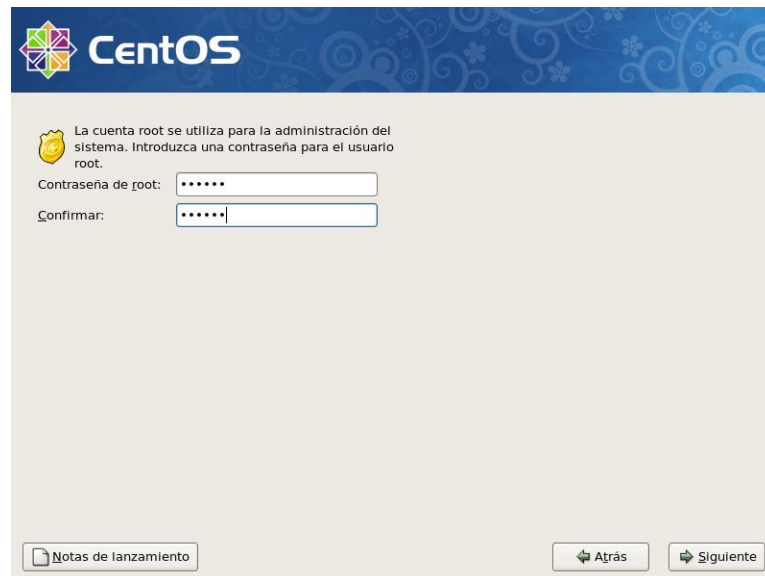 CentOS
La cuenta root se utiliza para la administración del
sistema. Introduzca una contraseña para el usuario
root.
Contraseña de root: ••••••
Confirmar: ••••••
Notas de lanzamiento
Atrás
Siguiente